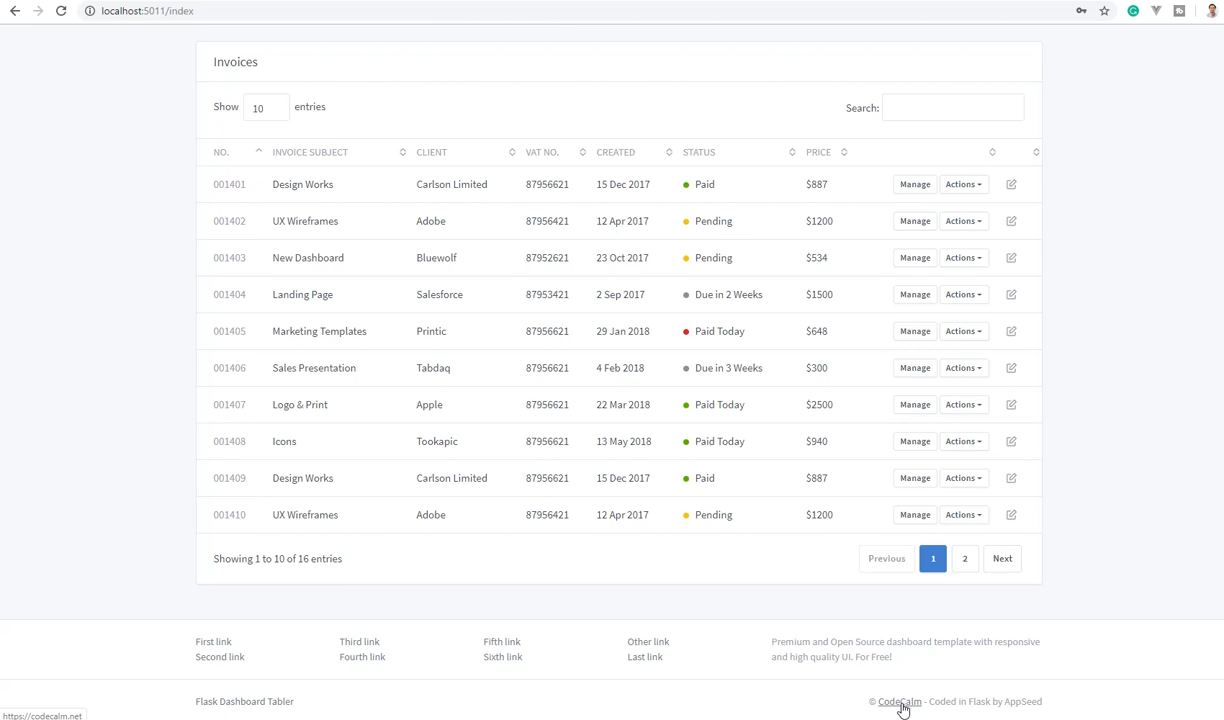 localhost:5011/index
Invoices
Show 10 entries Search:
NO. INVOICE SUBJECT CLIENT VAT NO. CREATED STATUS PRICE
001401 Design Works Carlson Limited 87956621 15 Dec 2017 Paid $887 Manage Actions
001402 UX Wireframes Adobe 87956421 12 Apr 2017 Pending $1200 Manage Actions
001403 New Dashboard Bluewolf 87952621 23 Oct 2017 Pending $534 Manage Actions
001404 Landing Page Salesforce 87953421 2 Sep 2017 Due in 2 Weeks $1500 Manage Actions
001405 Marketing Templates Printic 87956621 29 Jan 2018 Paid Today $648 Manage Actions
001406 Sales Presentation Tabdaq 87956621 4 Feb 2018 Due in 3 Weeks $300 Manage Actions
001407 Logo & Print Apple 87956621 22 Mar 2018 Paid Today $2500 Manage Actions
001408 Icons Tookapic 87956621 13 May 2018 Paid Today $940 Manage Actions
001409 Design Works Carlson Limited 87956621 15 Dec 2017 Paid $887 Manage Actions
001410 UX Wireframes Adobe 87956421 12 Apr 2017 Pending $1200 Manage Actions
Showing 1 to 10 of 16 entries Previous 1 2 Next
First link Third link Fifth link Other link Premium and Open Source dashboard template with responsive
Second link Fourth link Sixth link Last link and high quality UI. For Free!
Flask Dashboard Tabler © CodeCalm - Coded in Flask by AppSeed
https://codecalm.net